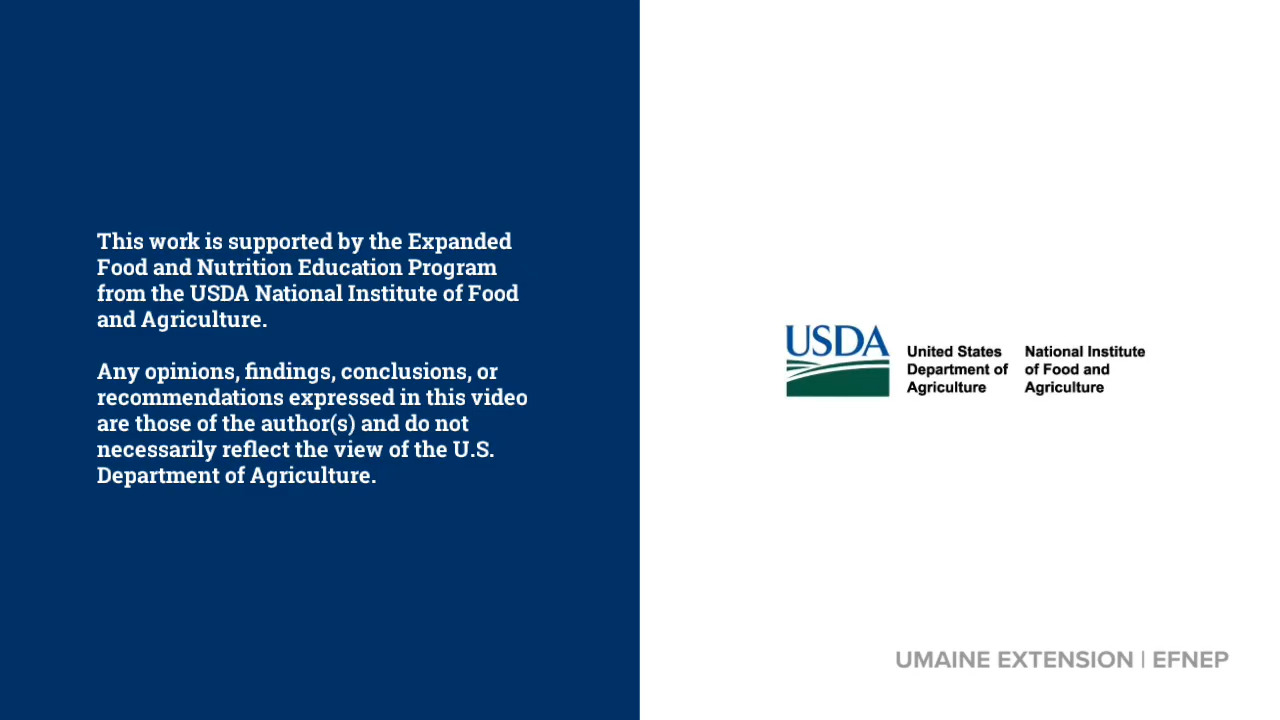 This work is supported by the Expanded
Food and Nutrition Education Program
from the USDA National Institute of Food
and Agriculture.
Any opinions, findings, conclusions, or
recommendations expressed in this video
are those of the author(s) and do not
necessarily reflect the view of the U.S.
Department of Agriculture.
USDA
United States
Department of
Agriculture
National Institute
of Food and
Agriculture
UMAINE EXTENSION | EFNEP